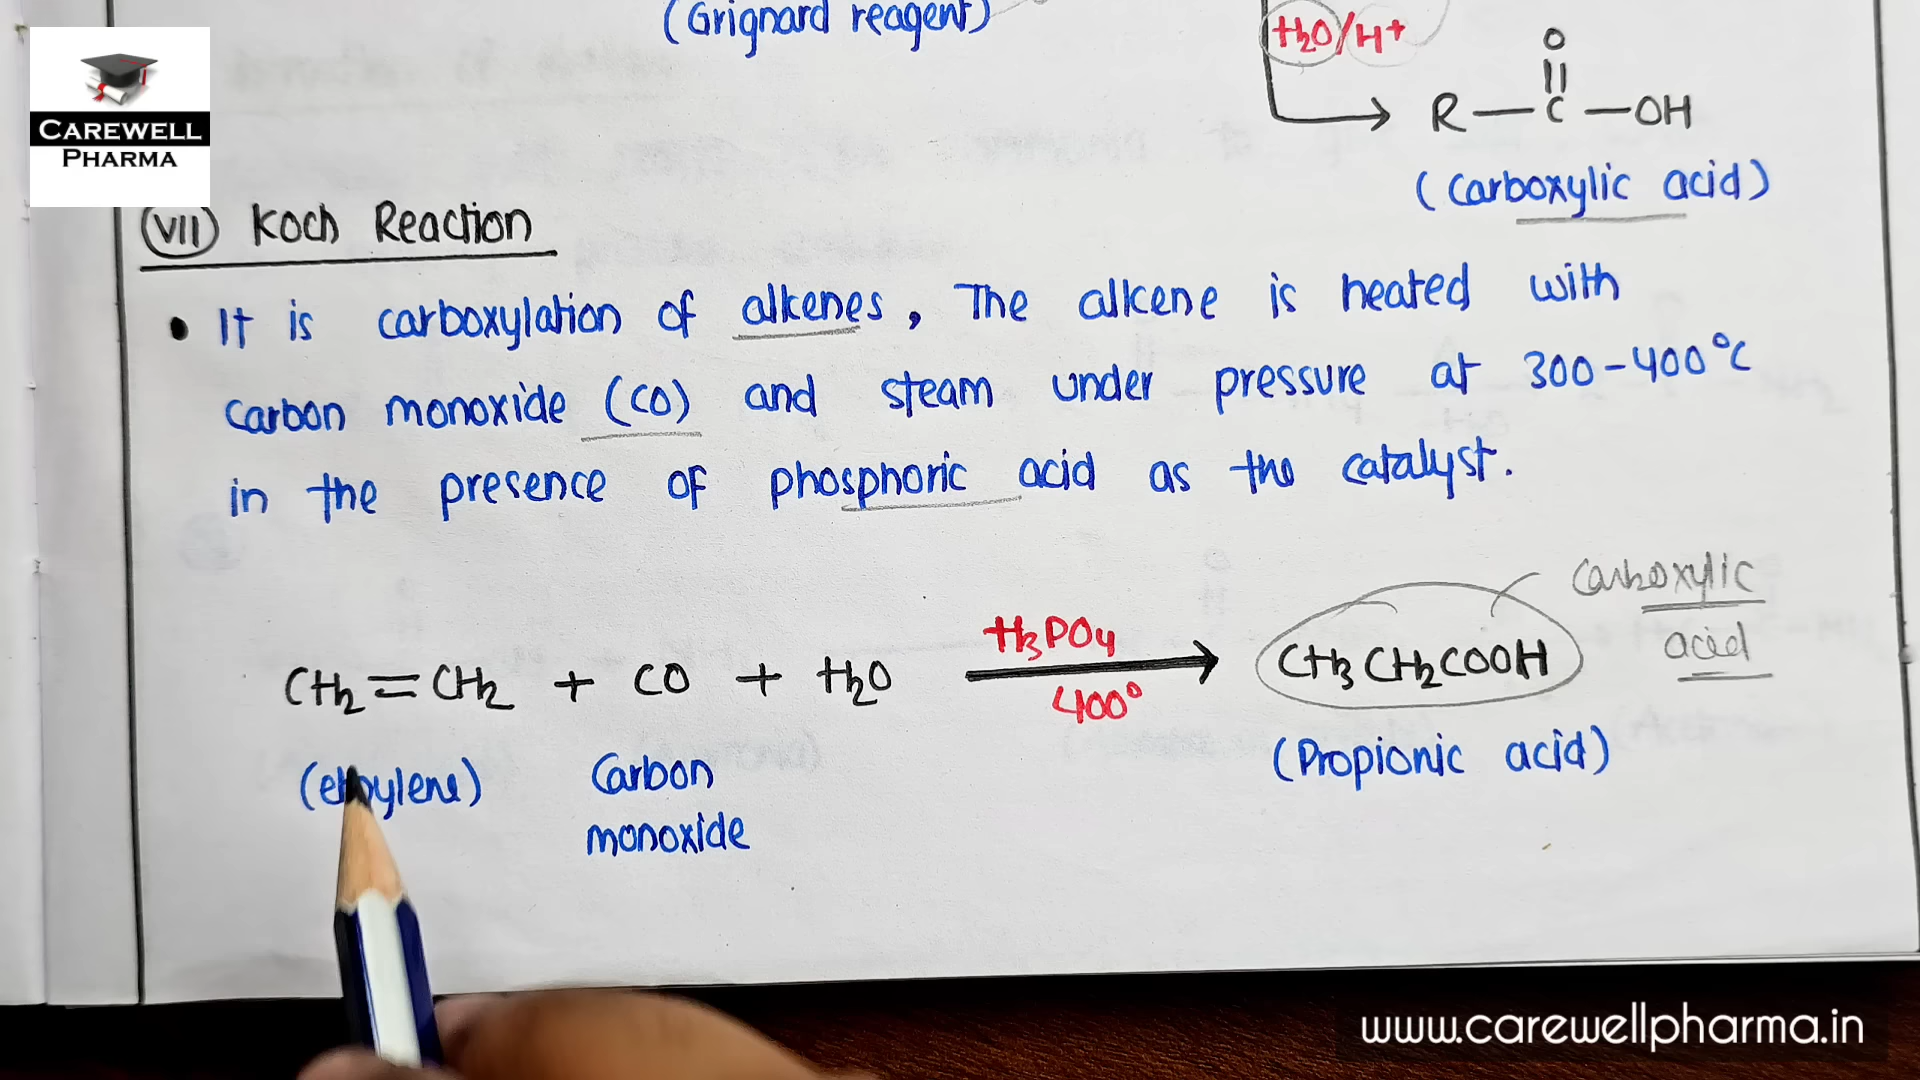 (Grignard reagent)
H2O/H+
O
R — C — OH
(Carboxylic acid)
CAREWELL
PHARMA
(VII) Koch Reaction
• It is carboxylation of alkenes, The alkene is heated with
carbon monoxide (CO) and steam under pressure at 300-400°C
in the presence of phosphoric acid as the catalyst.
Carboxylic
acid
CH2=CH2 + CO + H2O H3PO4 400° → CH3CH2COOH
(ethylene) Carbon
monoxide
(Propionic acid)
www.carewellpharma.in